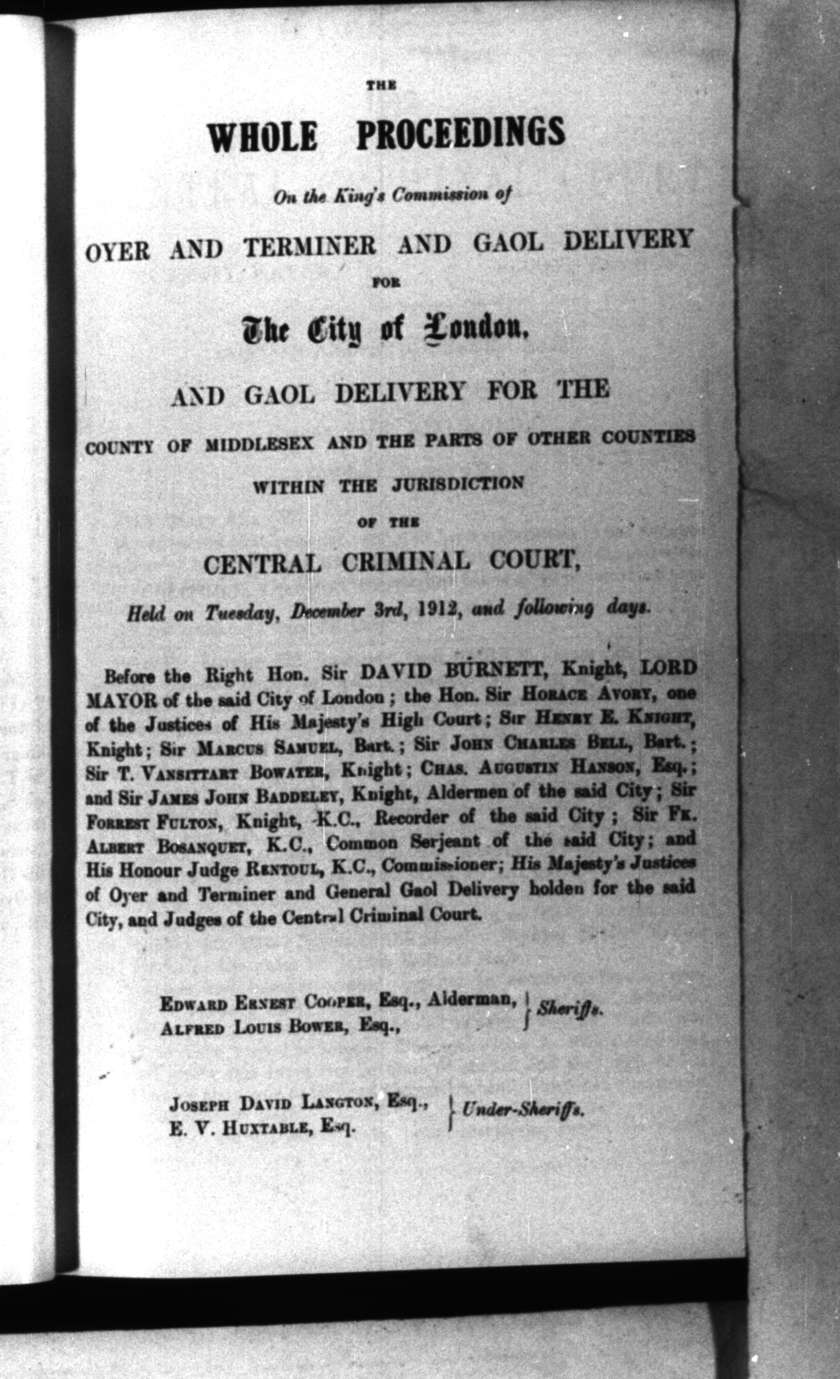 THE
WHOLE PROCEEDINGS
On the King's Commission of
OYER AND TERMINER AND GAOL DELIVERY
FOR
The City of London,
AND GAOL DELIVERY FOR THE
COUNTY OF MIDDLESEX AND THE PARTS OF OTHER COUNTIES
WITHIN THE JURISDICTION
OF THE
CENTRAL CRIMINAL COURT,
Held on Tuesday, December 3rd, 1912, and following days.
Before the Right Hon. Sir DAVID BURNETT, Knight, LORD
MAYOR of the said City of London; the Hon. Sir HORACE AVORY, one
of the Justices of His Majesty's High Court; Sir HENRY E. KNIGHT,
Knight; Sir MARCUS SAMUEL, Bart.; Sir JOHN CHARLES BELL, Bart.;
Sir T. VANSITTART BOWATER, Knight; CHAS. AUGUSTIN HANSON, Esq.;
and Sir JAMES JOHN BADDELEY, Knight, Aldermen of the said City; Sir
FORREST FULTON, Knight, K.C., Recorder of the said City; Sir FK.
ALBERT BOSANQUET, K.C., Common Serjeant of the said City; and
His Honour Judge RENTOUL, K.C., Commissioner; His Majesty's Justices
of Oyer and Terminer and General Gaol Delivery holden for the said
City, and Judges of the Central Criminal Court.
EDWARD ERNEST COOPER, Esq., Alderman, } Sheriffs.
ALFRED LOUIS BOWER, Esq.,
JOSEPH DAVID LANGTON, Esq., } Under-Sheriffs.
E. V. HUXTABLE, Esq.